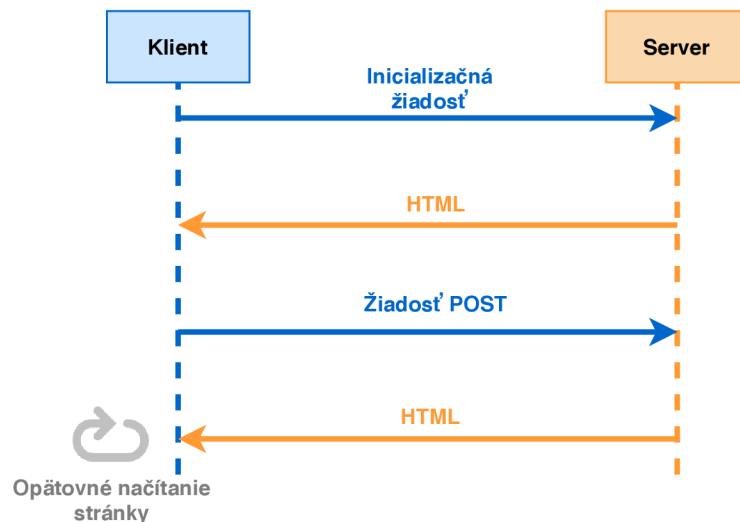 Klient
Server
Inicializačná
žiadosť
HTML
Žiadosť POST
HTML
Opätovné načítanie
stránky